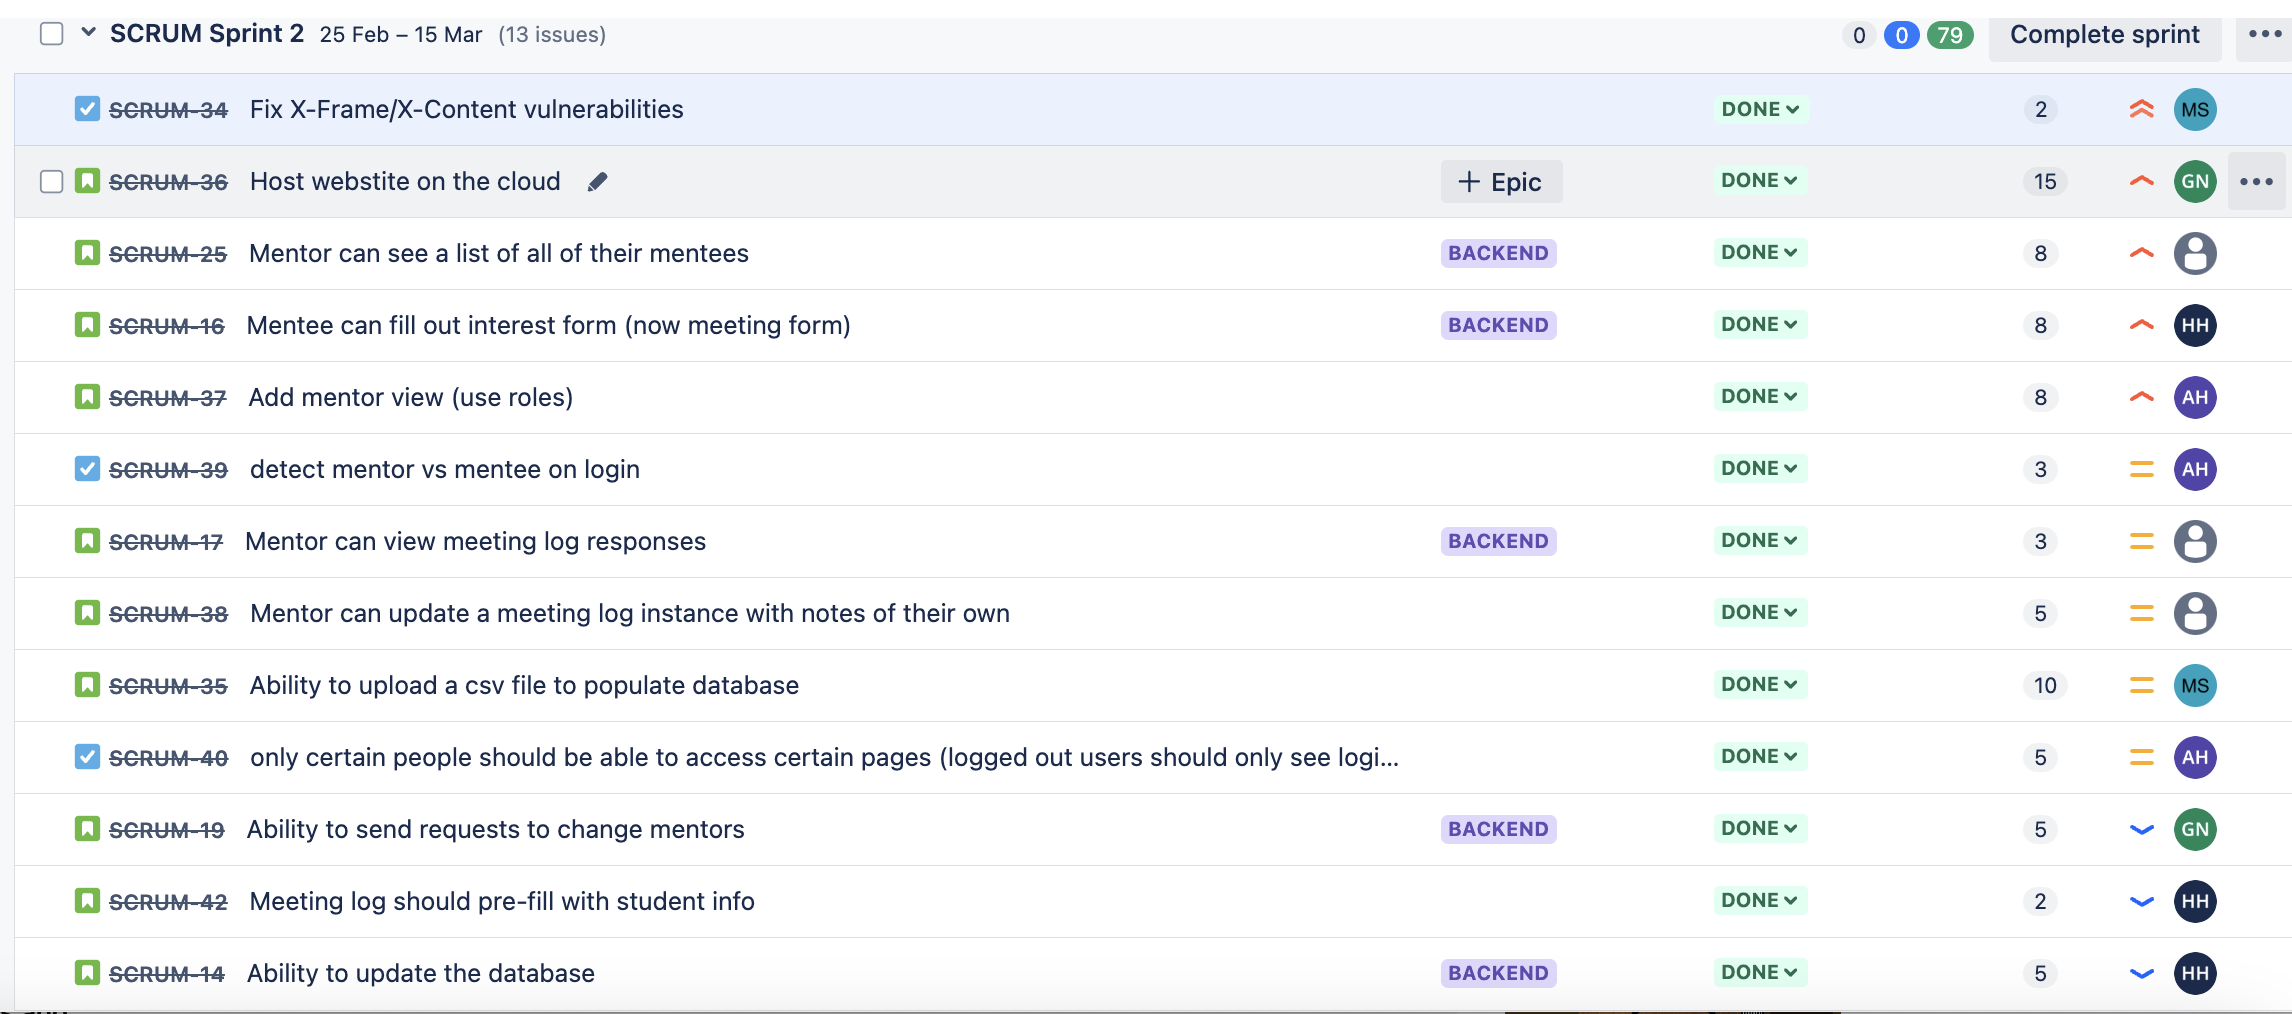 SCRUM Sprint 2 25 Feb – 15 Mar (13 issues) 0 0 79 Complete sprint
SCRUM-34 Fix X-Frame/X-Content vulnerabilities DONE 2 MS
SCRUM-36 Host webstite on the cloud + Epic DONE 15 GN
SCRUM-25 Mentor can see a list of all of their mentees BACKEND DONE 8
SCRUM-16 Mentee can fill out interest form (now meeting form) BACKEND DONE 8 HH
SCRUM-37 Add mentor view (use roles) DONE 8 AH
SCRUM-39 detect mentor vs mentee on login DONE 3 AH
SCRUM-17 Mentor can view meeting log responses BACKEND DONE 3
SCRUM-38 Mentor can update a meeting log instance with notes of their own DONE 5
SCRUM-35 Ability to upload a csv file to populate database DONE 10 MS
SCRUM-40 only certain people should be able to access certain pages (logged out users should only see logi... DONE 5 AH
SCRUM-19 Ability to send requests to change mentors BACKEND DONE 5 GN
SCRUM-42 Meeting log should pre-fill with student info DONE 2 HH
SCRUM-14 Ability to update the database BACKEND DONE 5 HH